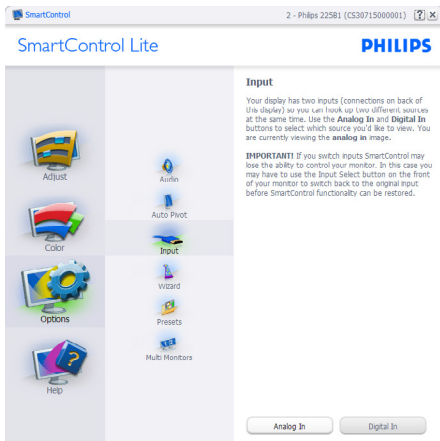 SmartControl
2 - Philips 225B1 (CS30715000001)
? ×
SmartControl Lite
PHILIPS
Adjust
Color
Options
Help
Audio
Auto Pivot
Input
Wizard
Presets
Multi Monitors
Input
Your display has two inputs (connections on back of
this display) so you can hook up two different sources
at the same time. Use the Analog In and Digital In
buttons to select which source you'd like to view. You
are currently viewing the analog in image.
IMPORTANT! If you switch inputs SmartControl may
lose the ability to control your monitor. In this case you
may have to use the Input Select button on the front
of your monitor to switch back to the original input
before SmartControl functionality can be restored.
Analog In
Digital In